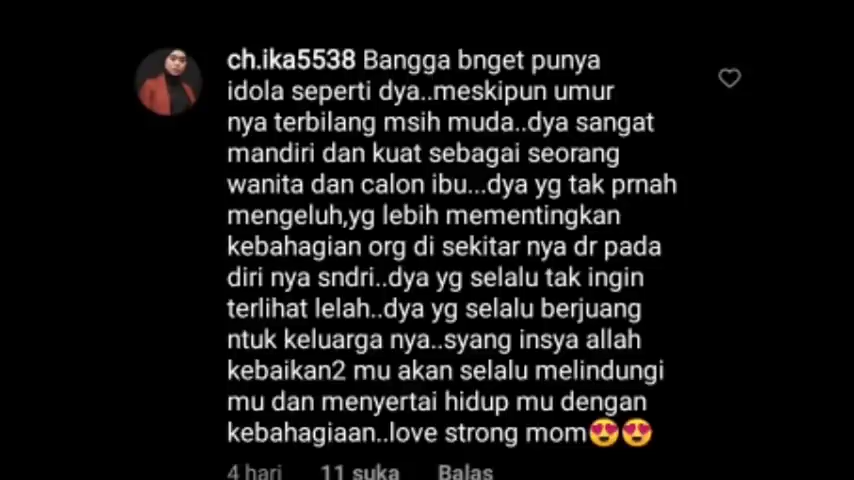 ch.ika5538 Bangga bnget punya
idola seperti dya..meskipun umur
nya terbilang msih muda..dya sangat
mandiri dan kuat sebagai seorang
wanita dan calon ibu...dya yg tak prnah
mengeluh,yg lebih mementingkan
kebahagian org di sekitar nya dr pada
diri nya sndri..dya yg selalu tak ingin
terlihat lelah..dya yg selalu berjuang
ntuk keluarga nya..syang insya allah
kebaikan2 mu akan selalu melindungi
mu dan menyertai hidup mu dengan
kebahagiaan..love strong mom😍😍
4 hari 11 suka Balas